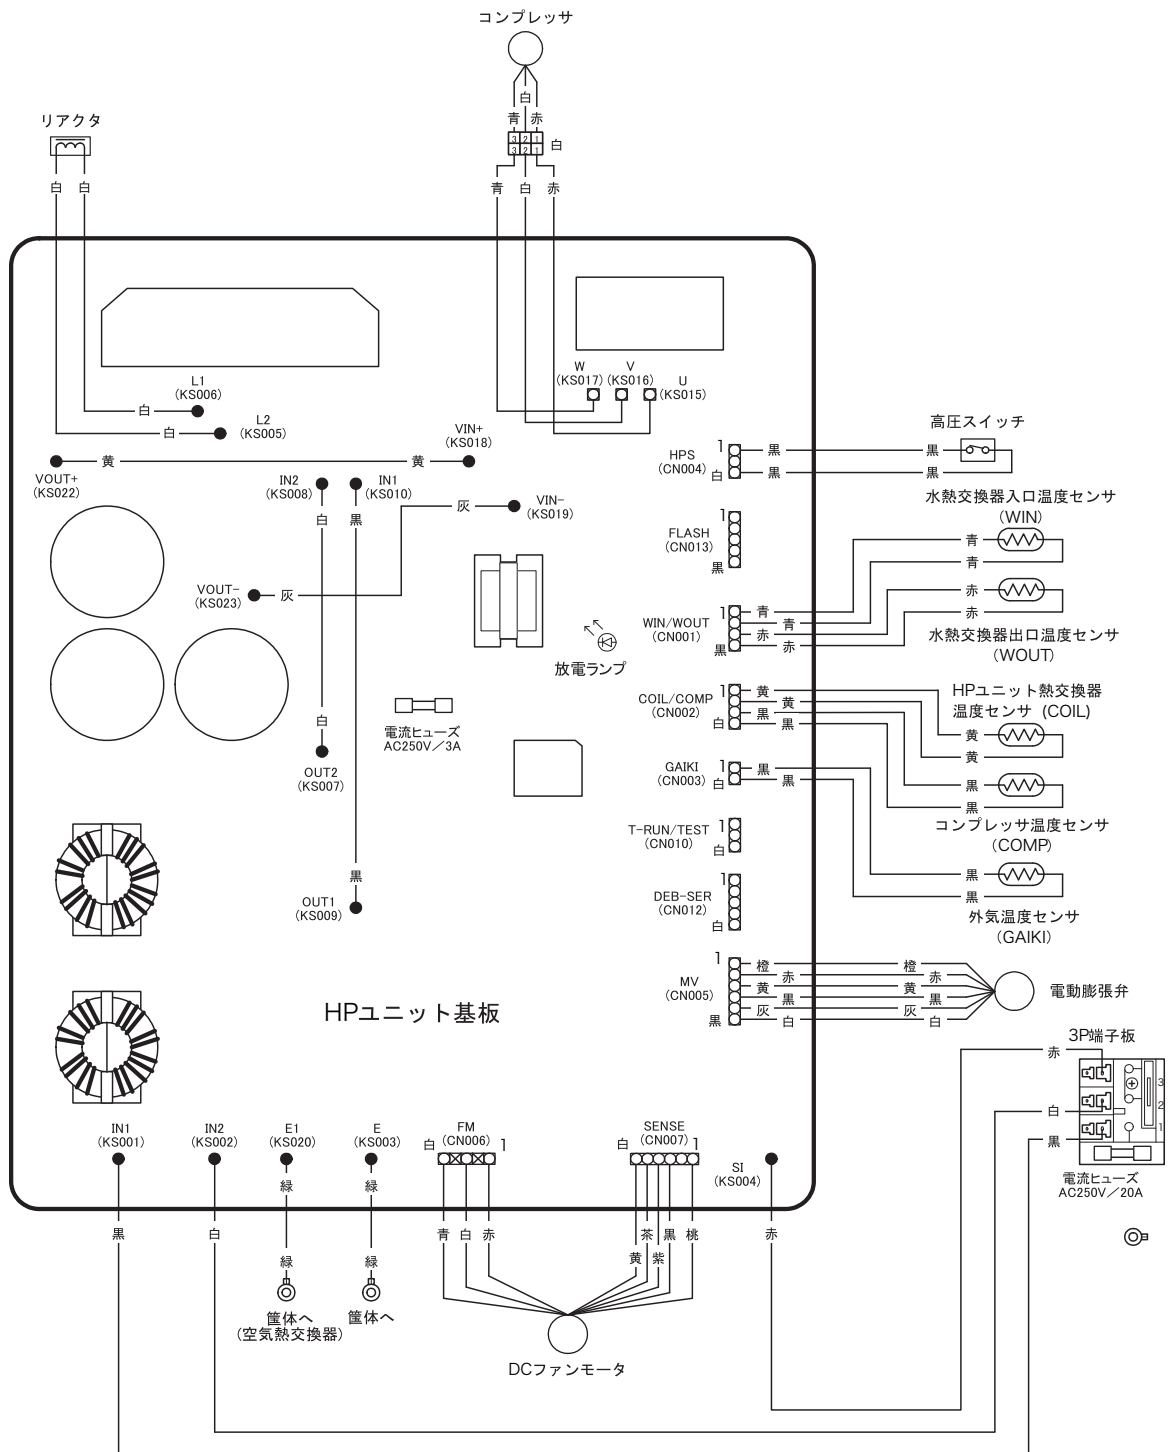 コンプレッサ
白
青 赤
3 2 1
3 2 1
白
リアクタ
白 白
青 白 赤
W
(KS017)
V
(KS016)
U
(KS015)
L1
(KS006)
白
L2
(KS005)
白
VIN+
(KS018)
黄 黄
VOUT+
(KS022)
IN2
(KS008)
IN1
(KS010)
白 黒
灰
VIN-
(KS019)
VOUT-
(KS023)
灰
放電ランプ
電流ヒューズ
AC250V/3A
白
OUT2
(KS007)
黒
OUT1
(KS009)
HPユニット基板
HPS
(CN004)
1
白
黒 黒
黒 黒
高圧スイッチ
水熱交換器入口温度センサ
(WIN)
FLASH
(CN013)
1
黒
青
青
赤
赤
WIN/WOUT
(CN001)
1
黒
青
青
赤
赤
水熱交換器出口温度センサ
(WOUT)
COIL/COMP
(CN002)
1
白
黄
黄
黒
黒
HPユニット熱交換器
温度センサ (COIL)
黄
黄
GAIKI
(CN003)
1
白
黒
黒
黒
黒
コンプレッサ温度センサ
(COMP)
T-RUN/TEST
(CN010)
1
白
黒
黒
外気温度センサ
(GAIKI)
DEB-SER
(CN012)
1
白
MV
(CN005)
1
黒
橙 橙
赤 赤
黄 黄
黒 黒
灰 灰
白 白
電動膨張弁
3P端子板
赤
白
黒
3
2
1
電流ヒューズ
AC250V/20A
IN1
(KS001)
IN2
(KS002)
E1
(KS020)
E
(KS003)
FM
(CN006)
白 1
SENSE
(CN007)
白 1
SI
(KS004)
緑 緑
黒 白
青 白 赤
茶 黒 桃
黄 紫
赤
緑 緑
筐体へ
(空気熱交換器)
筐体へ
DCファンモータ